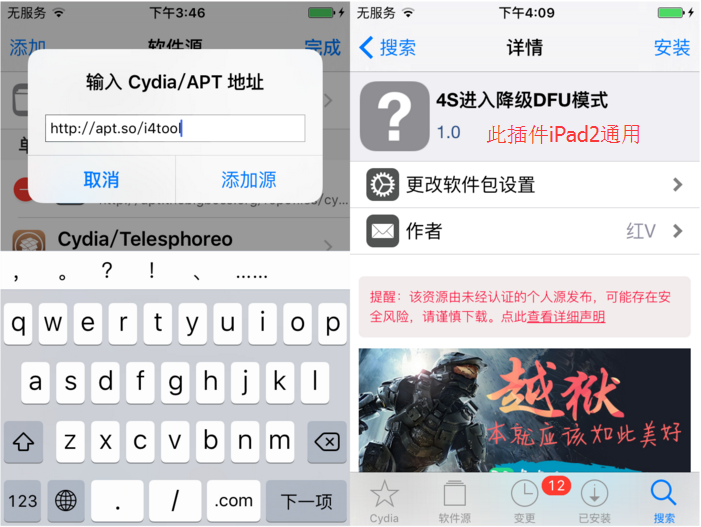 无服务
下午3:46
添加
软件源
完成
输入 Cydia/APT 地址
http://apt.so/i4tool
取消
添加源
Cydia/Telesphoreo
， 。 ？ ！ 、 ……
q w e r t y u i o p
a s d f g h j k l
z x c v b n m
123
.
/
.com
下一项
无服务
下午4:09
搜索
详情
安装
4S进入降级DFU模式
1.0
此插件iPad2通用
更改软件包设置
作者
红V
提醒：该资源由未经认证的个人源发布，可能存在安
全风险，请谨慎下载。点此查看详细声明
越狱
本就应该如此美好
Cydia
软件源
12
变更
已安装
搜索